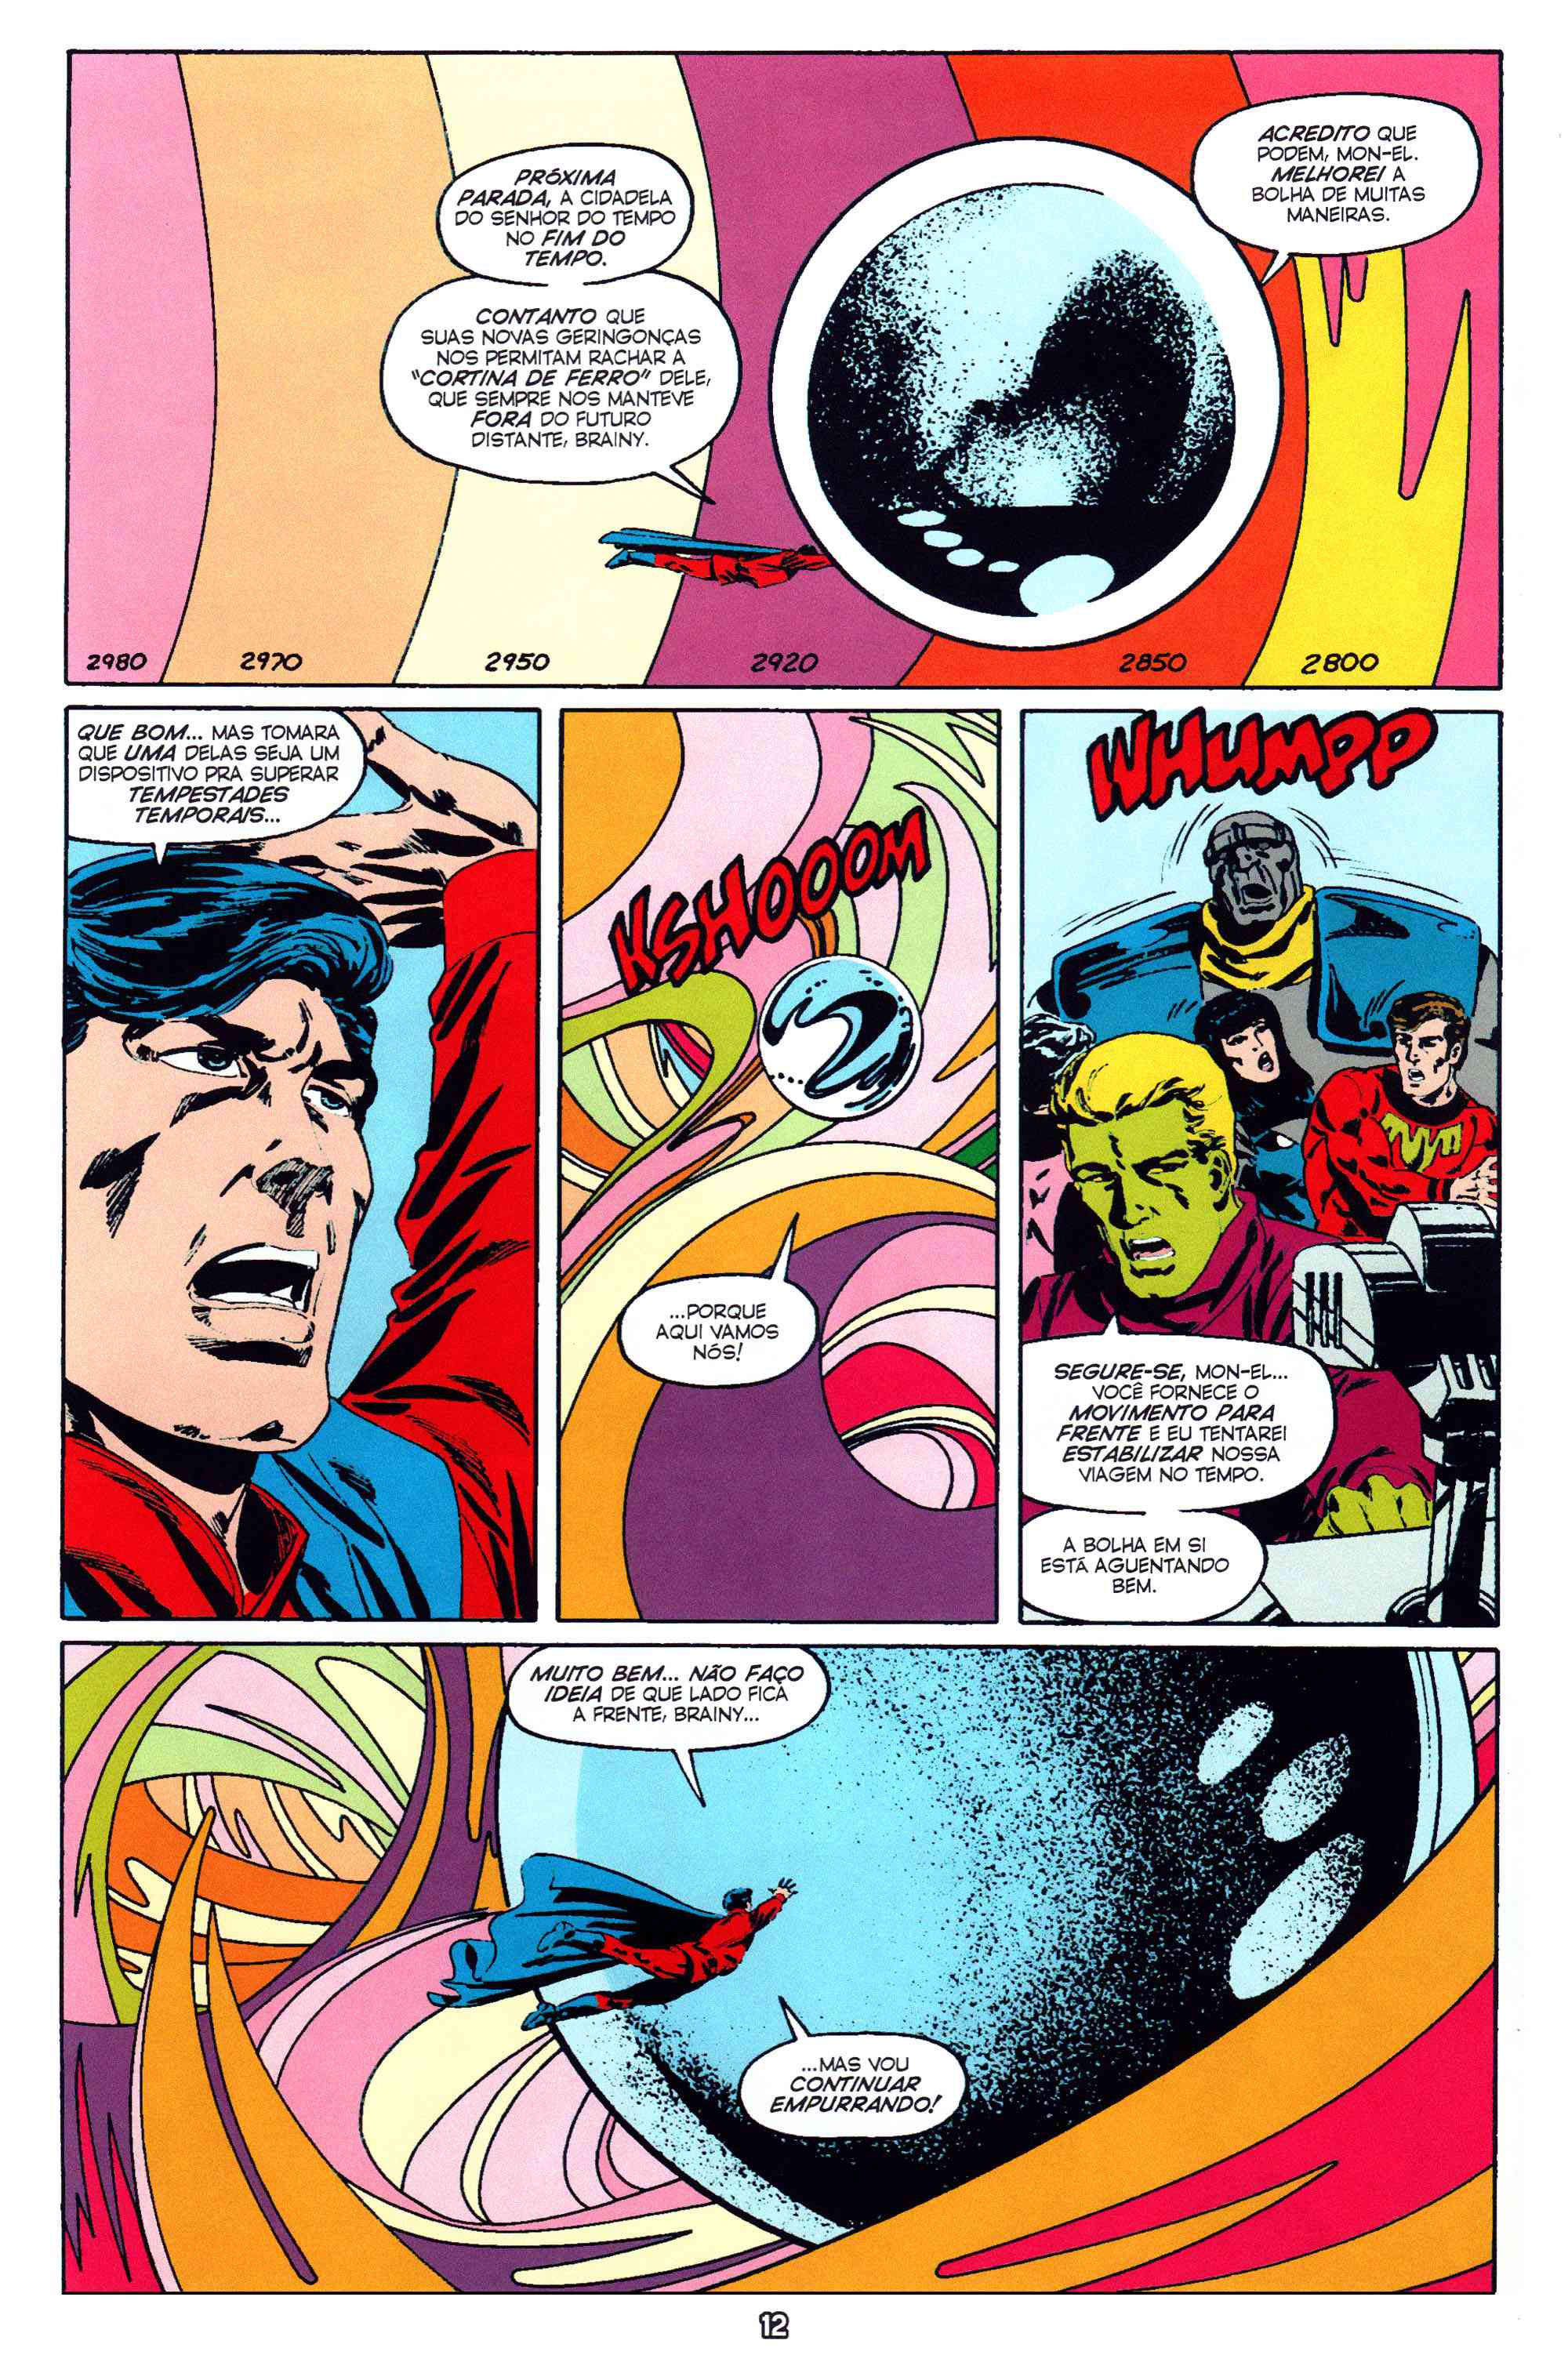 PRÓXIMA
PARADA, A CIDADELA
DO SENHOR DO TEMPO
NO FIM DO
TEMPO.
CONTANTO QUE
SUAS NOVAS GERINGONÇAS
NOS PERMITAM RACHAR A
"CORTINA DE FERRO" DELE,
QUE SEMPRE NOS MANTEVE
FORA DO FUTURO
DISTANTE, BRAINY.
ACREDITO QUE
PODEM, MON-EL.
MELHOREI A
BOLHA DE MUITAS
MANEIRAS.
2980 2970 2950 2920 2850 2800
QUE BOM... MAS TOMARA
QUE UMA DELAS SEJA UM
DISPOSITIVO PRA SUPERAR
TEMPESTADES
TEMPORAIS...
KSHOOOM
...PORQUE
AQUI VAMOS
NÓS!
WHUMPP
SEGURE-SE, MON-EL...
VOCÊ FORNECE O
MOVIMENTO PARA
FRENTE E EU TENTAREI
ESTABILIZAR NOSSA
VIAGEM NO TEMPO.
A BOLHA EM SI
ESTÁ AGUENTANDO
BEM.
MUITO BEM... NÃO FAÇO
IDEIA DE QUE LADO FICA
A FRENTE, BRAINY...
...MAS VOU
CONTINUAR
EMPURRANDO!
12